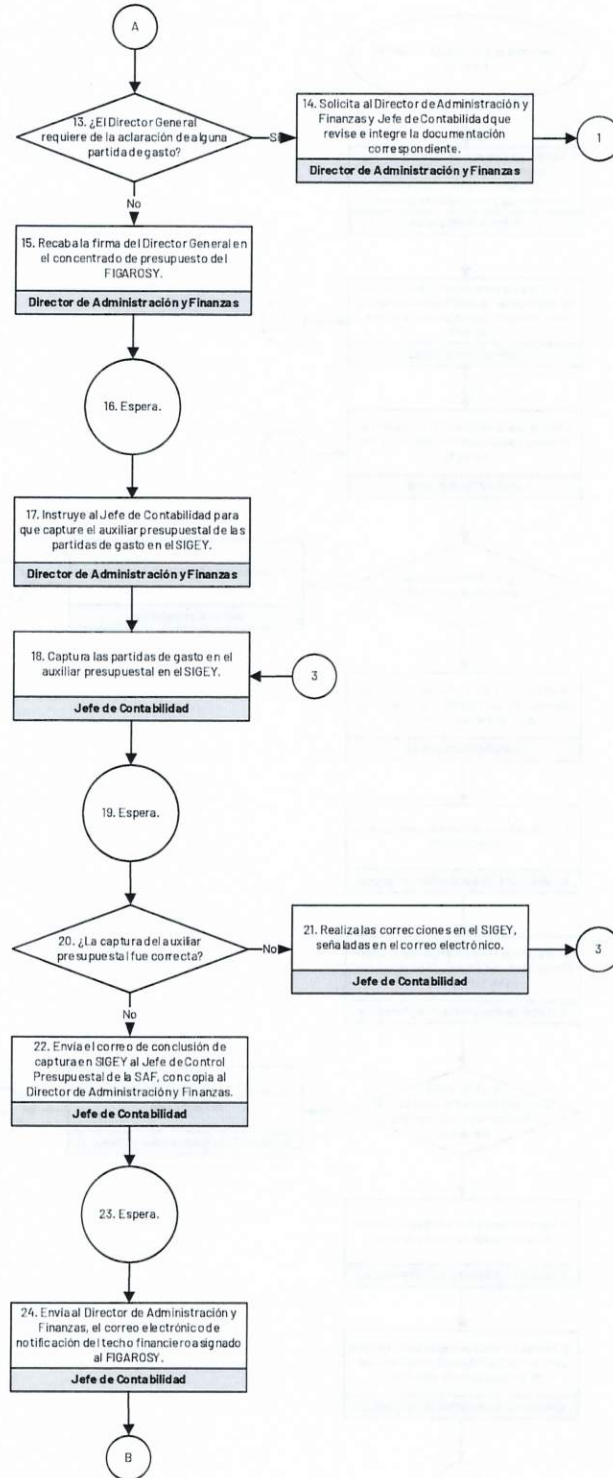 A
13. ¿El Director General
requiere de la aclaración de alguna
partida de gasto?
Sí
14. Solicita al Director de Administración y
Finanzas y Jefe de Contabilidad que
revise e integre la documentación
correspondiente.
Director de Administración y Finanzas
1
No
15. Recaba la firma del Director General en
el concentrado de presupuesto del
FIGAROSY.
Director de Administración y Finanzas
16. Espera.
17. Instruye al Jefe de Contabilidad para
que capture el auxiliar presupuestal de las
partidas de gasto en el SIGEY.
Director de Administración y Finanzas
18. Captura las partidas de gasto en el
auxiliar presupuestal en el SIGEY.
Jefe de Contabilidad
3
19. Espera.
20. ¿La captura del auxiliar
presupuestal fue correcta?
No
21. Realiza las correcciones en el SIGEY,
señaladas en el correo electrónico.
Jefe de Contabilidad
3
No
22. Envía el correo de conclusión de
captura en SIGEY al Jefe de Control
Presupuestal de la SAF, con copia al
Director de Administración y Finanzas.
Jefe de Contabilidad
23. Espera.
24. Envía al Director de Administración y
Finanzas, el correo electrónico de
notificación del techo financiero asignado
al FIGAROSY.
Jefe de Contabilidad
B